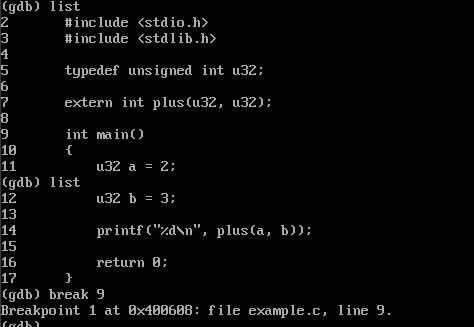 (gdb) list
2       #include <stdio.h>
3       #include <stdlib.h>
4
5       typedef unsigned int u32;
6
7       extern int plus(u32, u32);
8
9       int main()
10      {
11          u32 a = 2;
(gdb) list
12          u32 b = 3;
13
14          printf("%d\n", plus(a, b));
15
16          return 0;
17      }
(gdb) break 9
Breakpoint 1 at 0x400608: file example.c, line 9.
(gdb)